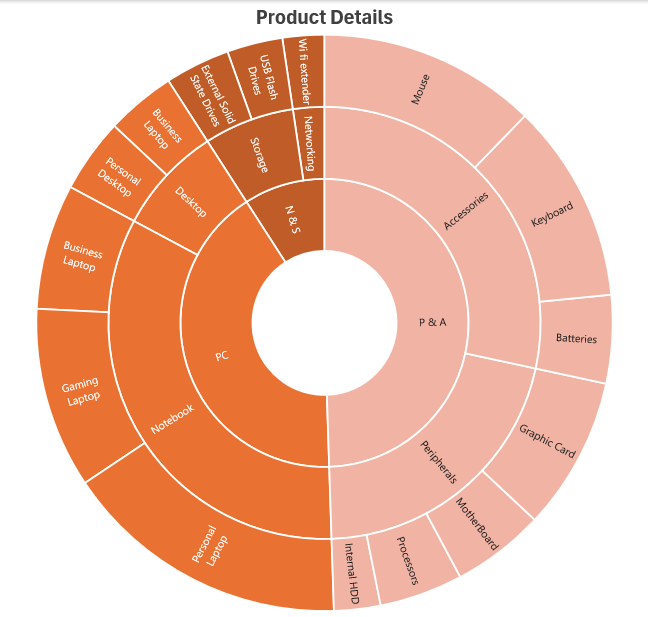 Product Details
Mouse
Keyboard
Batteries
Accessories
P & A
Graphic Card
MotherBoard
Processors
Internal HDD
Peripherals
Personal
Laptop
Gaming
Laptop
Business
Laptop
Notebook
PC
Personal
Desktop
Business
Laptop
Desktop
External Solid
State Drives
USB Flash
Drives
Storage
Wi fi extender
Networking
N & S